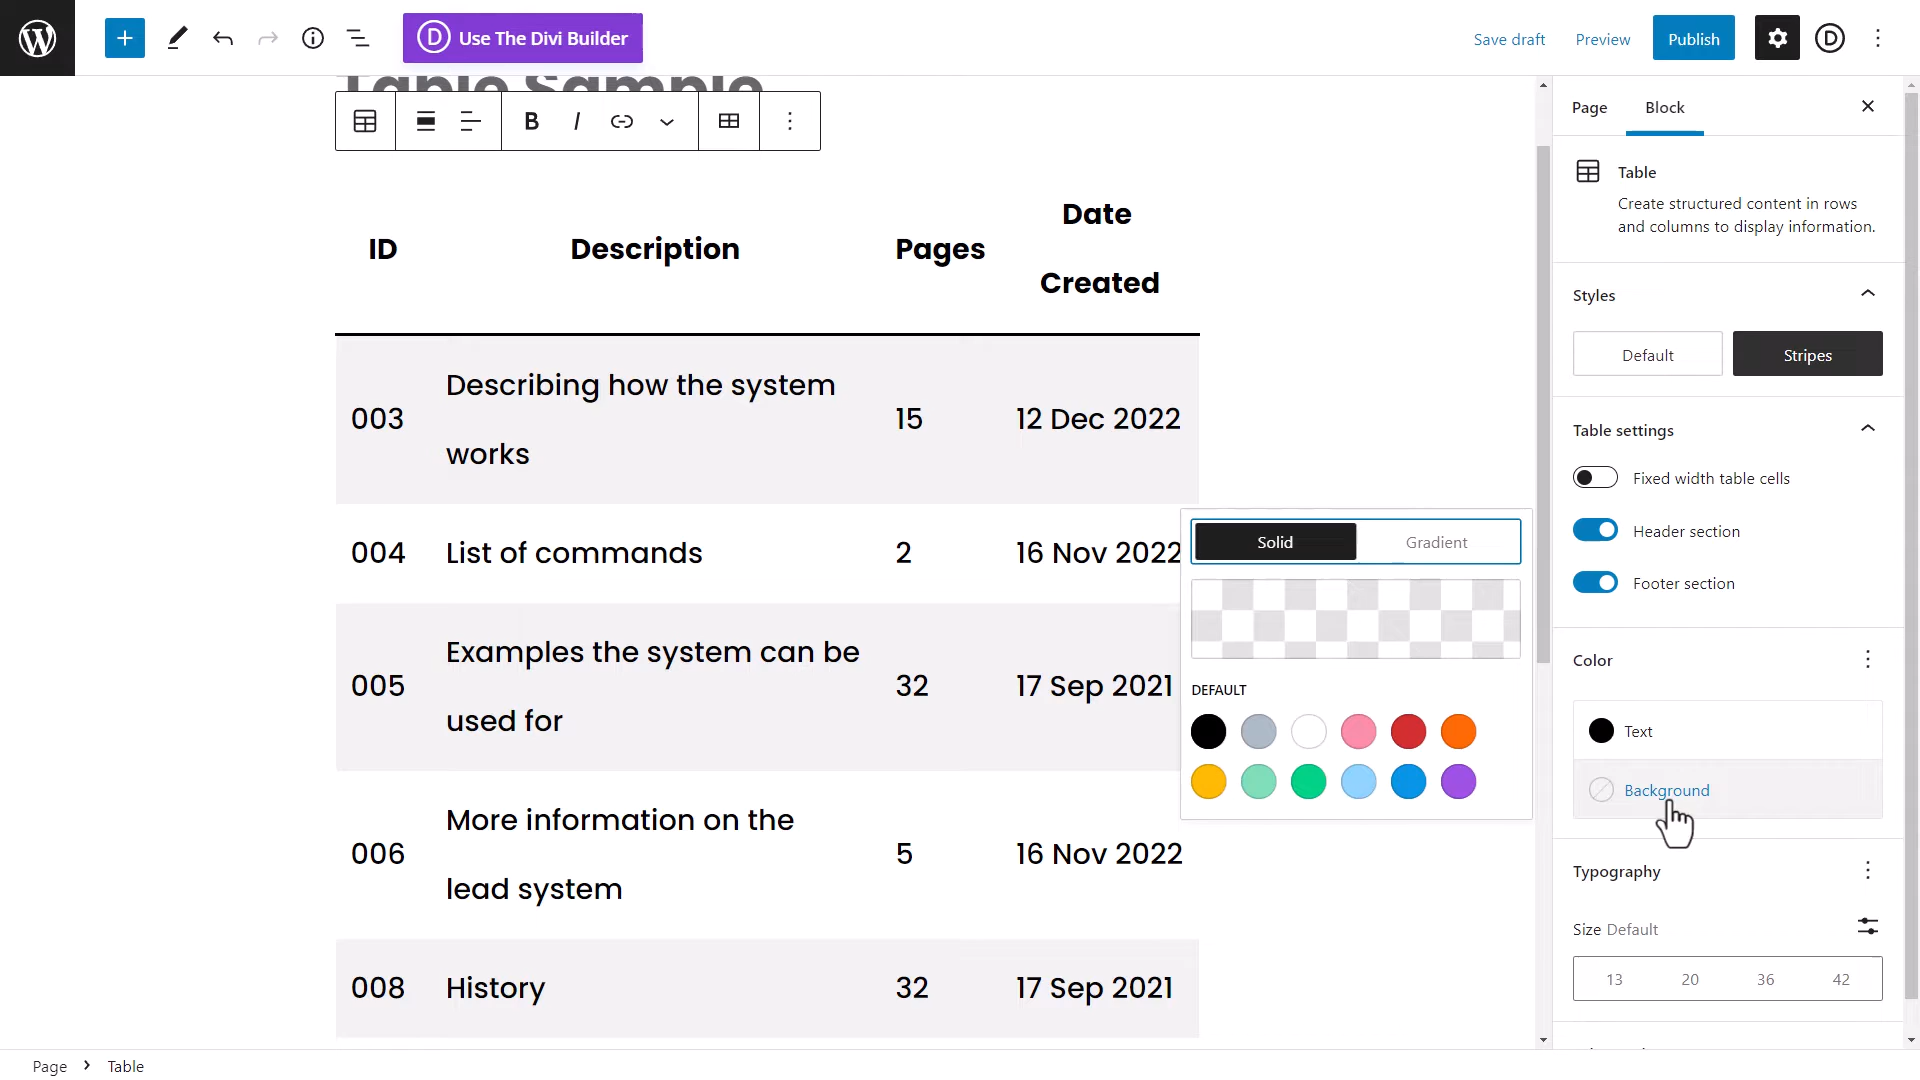 Use The Divi Builder
Save draft
Preview
Publish
Table Sample
Page
Block
Table
Create structured content in rows
and columns to display information.
ID
Description
Pages
Date
Created
003
Describing how the system
works
15
12 Dec 2022
004
List of commands
2
16 Nov 2022
005
Examples the system can be
used for
32
17 Sep 2021
006
More information on the
lead system
5
16 Nov 2022
008
History
32
17 Sep 2021
Solid
Gradient
DEFAULT
Styles
Default
Stripes
Table settings
Fixed width table cells
Header section
Footer section
Color
Text
Background
Typography
Size Default
13
20
36
42
Page
Table